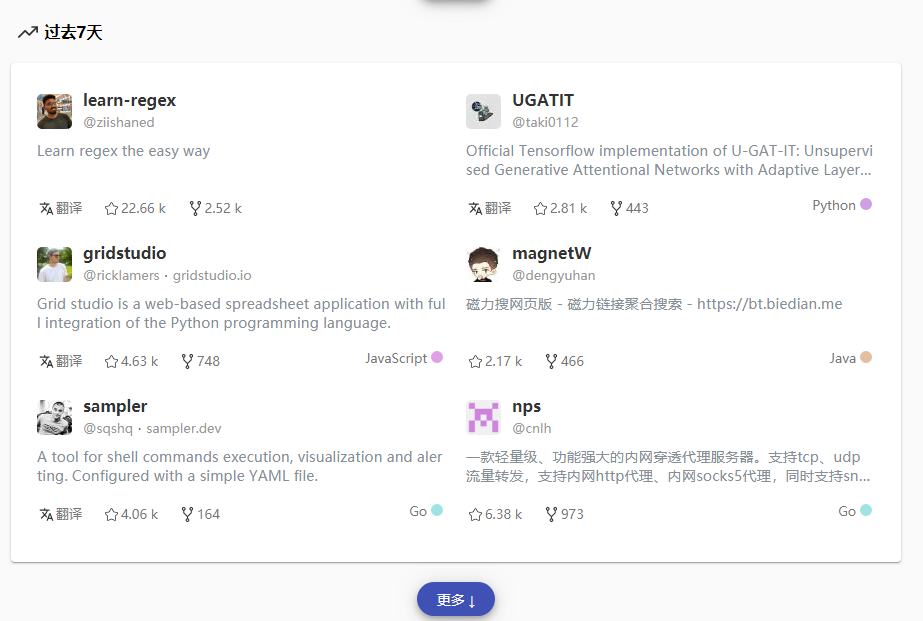 过去7天
learn-regex
@ziishaned
Learn regex the easy way
翻译 22.66 k 2.52 k
UGATIT
@taki0112
Official Tensorflow implementation of U-GAT-IT: Unsupervi
sed Generative Attentional Networks with Adaptive Layer...
翻译 2.81 k 443 Python
gridstudio
@ricklamers · gridstudio.io
Grid studio is a web-based spreadsheet application with ful
l integration of the Python programming language.
翻译 4.63 k 748 JavaScript
magnetW
@dengyuhan
磁力搜网页版 - 磁力链接聚合搜索 - https://bt.biedian.me
2.17 k 466 Java
sampler
@sqshq · sampler.dev
A tool for shell commands execution, visualization and aler
ting. Configured with a simple YAML file.
翻译 4.06 k 164 Go
nps
@cnlh
一款轻量级、功能强大的内网穿透代理服务器。支持tcp、udp
流量转发，支持内网http代理、内网socks5代理，同时支持sn...
6.38 k 973 Go
更多↓